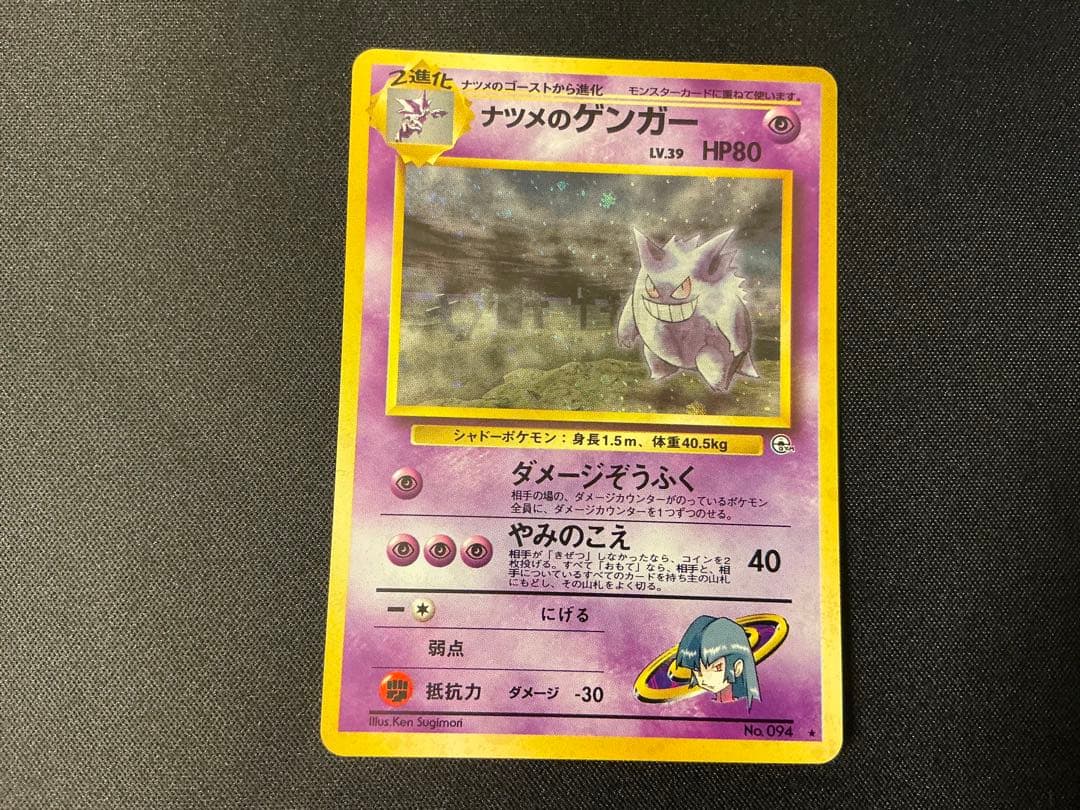 2進化
ナツメのゴーストから進化
モンスターカードに重ねて使います。
ナツメのゲンガー
LV.39 HP80
シャドーポケモン：身長1.5m、体重40.5kg
GYM
ダメージぞうふく
相手の場の、ダメージカウンターがのっているポケモン
全員に、ダメージカウンターを1つずつのせる。
やみのこえ
40
相手が「きぜつ」しなかったなら、コインを2
枚投げる。すべて「おもて」なら、相手と、相
手についているすべてのカードを持ち主の山札
にもどし、その山札をよく切る。
にげる
弱点
抵抗力 ダメージ -30
Illus. Ken Sugimori
No. 094 ★